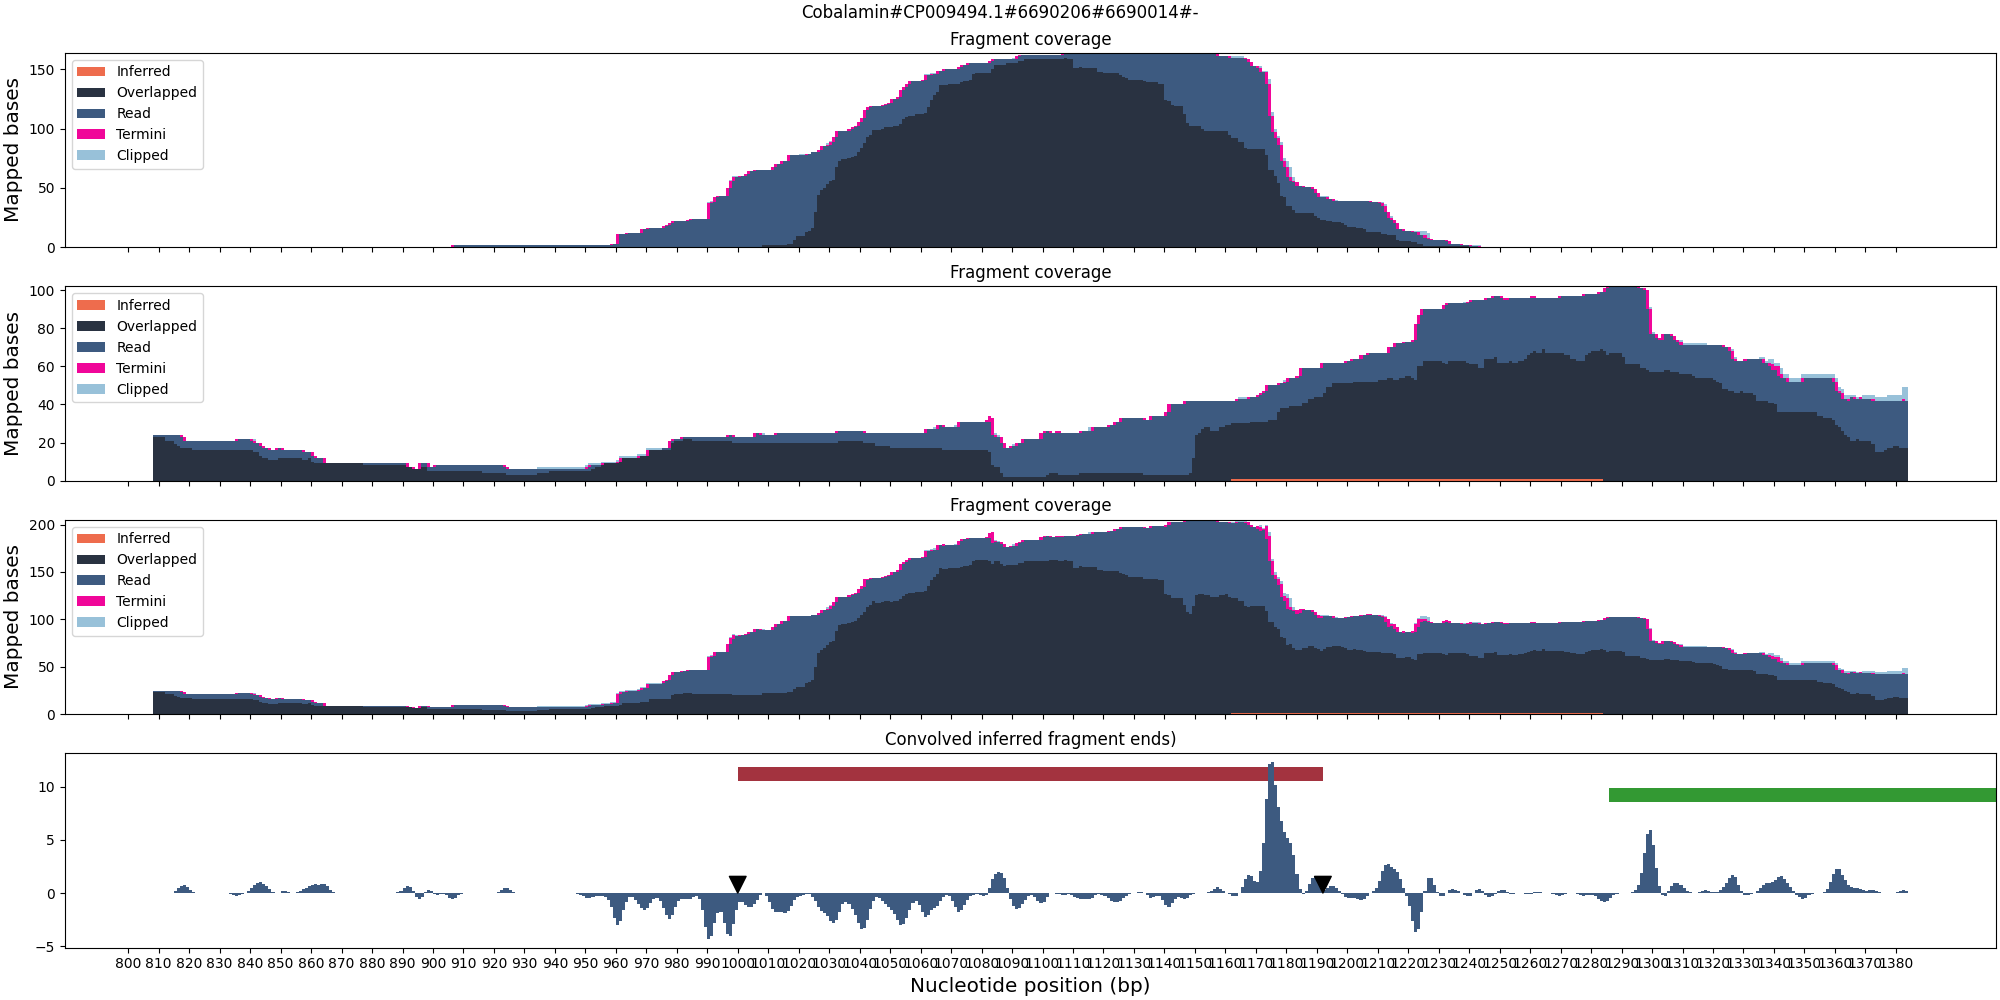 Cobalamin#CP009494.1#6690206#6690014#-
Fragment coverage
Mapped bases
150
100
50
0
Inferred
Overlapped
Read
Termini
Clipped
Fragment coverage
Mapped bases
100
80
60
40
20
0
Inferred
Overlapped
Read
Termini
Clipped
Fragment coverage
Mapped bases
200
150
100
50
0
Inferred
Overlapped
Read
Termini
Clipped
Convolved inferred fragment ends)
10
5
0
−5
800 810 820 830 840 850 860 870 880 890 900 910 920 930 940 950 960 970 980 990 1000 1010 1020 1030 1040 1050 1060 1070 1080 1090 1100 1110 1120 1130 1140 1150 1160 1170 1180 1190 1200 1210 1220 1230 1240 1250 1260 1270 1280 1290 1300 1310 1320 1330 1340 1350 1360 1370 1380
Nucleotide position (bp)